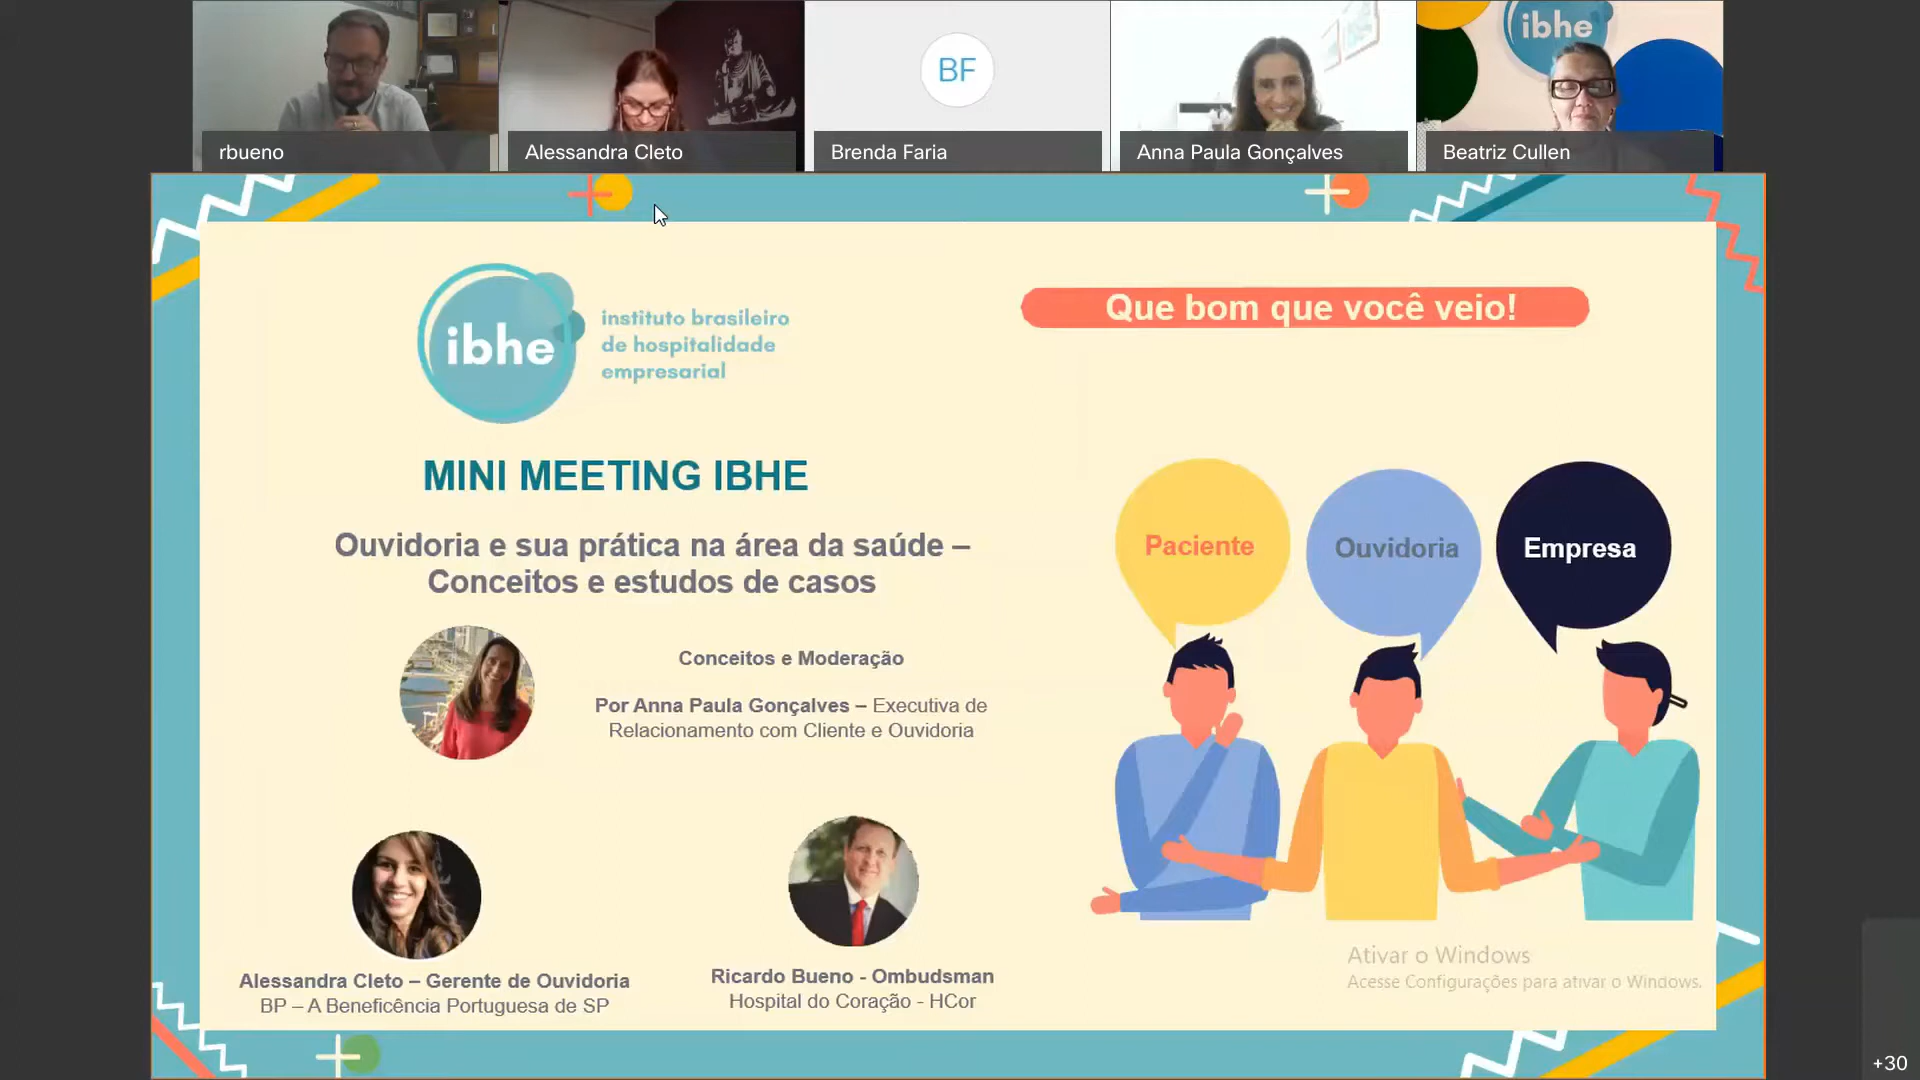 rbueno
Alessandra Cleto
BF
Brenda Faria
Anna Paula Gonçalves
ibhe
Beatriz Cullen
ibhe
instituto brasileiro
de hospitalidade
empresarial
Que bom que você veio!
MINI MEETING IBHE
Ouvidoria e sua prática na área da saúde –
Conceitos e estudos de casos
Conceitos e Moderação
Por Anna Paula Gonçalves – Executiva de
Relacionamento com Cliente e Ouvidoria
Alessandra Cleto – Gerente de Ouvidoria
BP – A Beneficência Portuguesa de SP
Ricardo Bueno - Ombudsman
Hospital do Coração - HCor
Paciente
Ouvidoria
Empresa
Ativar o Windows
Acesse Configurações para ativar o Windows.
+30